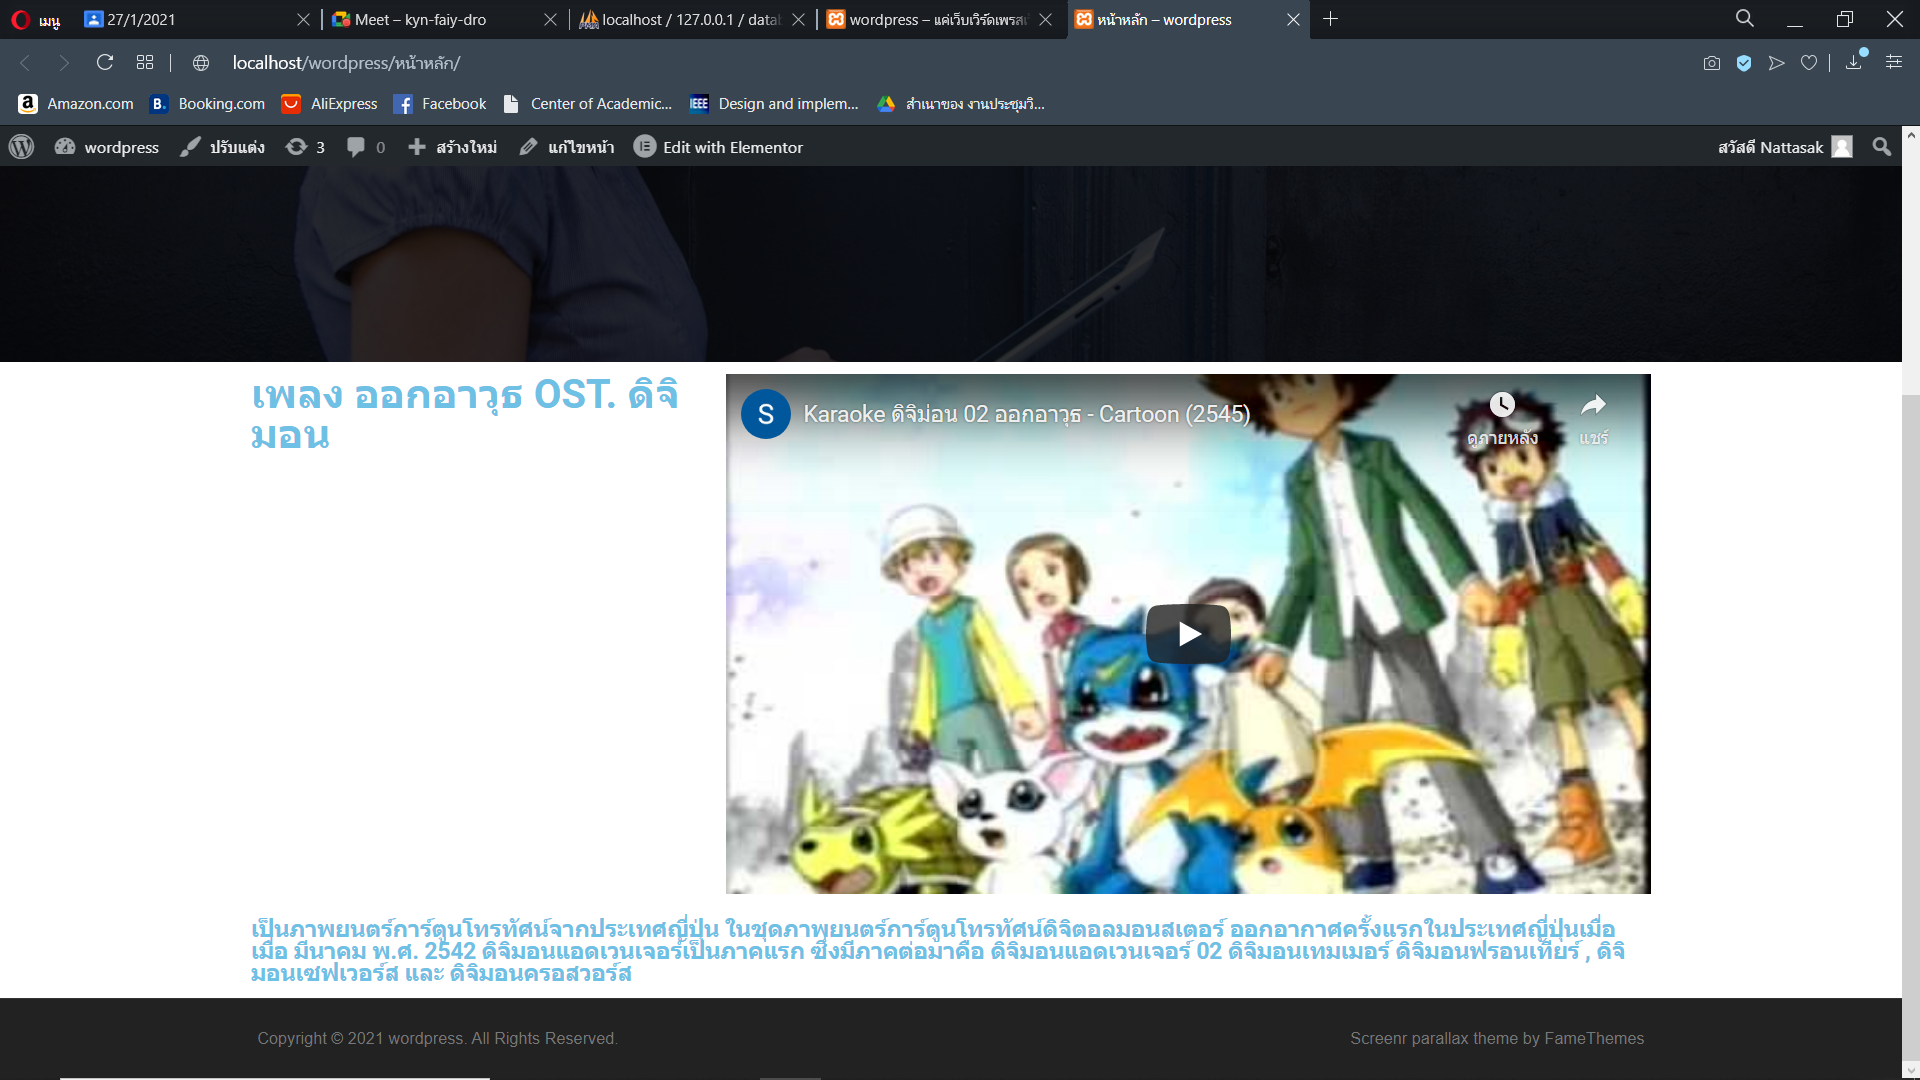 เมนู
27/1/2021
Meet – kyn-faiy-dro
localhost / 127.0.0.1 / datab
wordpress – แค่เว็บเวิร์ดเพรสเ
หน้าหลัก – wordpress
localhost/wordpress/หน้าหลัก/
Amazon.com
Booking.com
AliExpress
Facebook
Center of Academic...
IEEE
Design and implem...
สำเนาของ งานประชุมวิ...
wordpress
ปรับแต่ง
3
0
สร้างใหม่
แก้ไขหน้า
Edit with Elementor
สวัสดี Nattasak
เพลง ออกอาวุธ OST. ดิจิ
มอน
S
Karaoke ดิจิม่อน 02 ออกอาวุธ - Cartoon (2545)
ดูภายหลัง
แชร์
เป็นภาพยนตร์การ์ตูนโทรทัศน์จากประเทศญี่ปุ่น ในชุดภาพยนตร์การ์ตูนโทรทัศน์ดิจิตอลมอนสเตอร์ ออกอากาศครั้งแรกในประเทศญี่ปุ่นเมื่อ
เมื่อ มีนาคม พ.ศ. 2542 ดิจิมอนแอดเวนเจอร์เป็นภาคแรก ซึ่งมีภาคต่อมาคือ ดิจิมอนแอดเวนเจอร์ 02 ดิจิมอนเทมเมอร์ ดิจิมอนฟรอนเทียร์ , ดิจิ
มอนเซฟเวอร์ส และ ดิจิมอนครอสวอร์ส
Copyright © 2021 wordpress. All Rights Reserved.
Screenr parallax theme by FameThemes